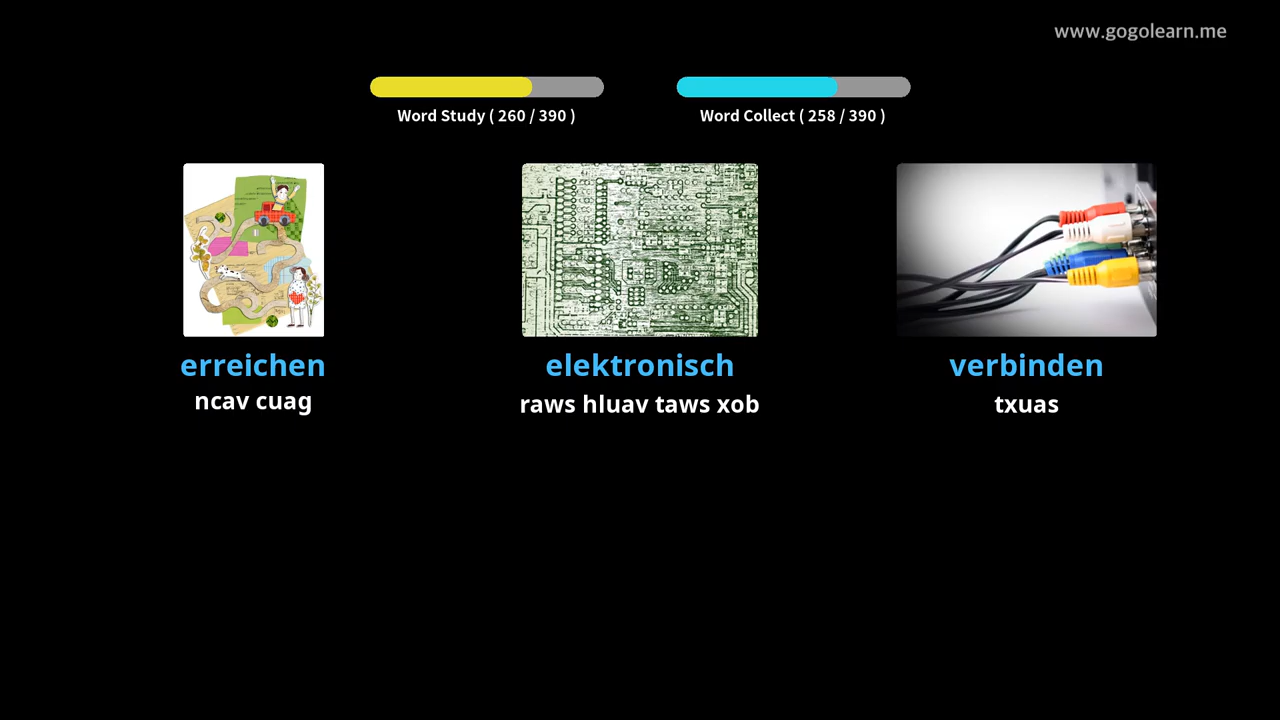 www.gogolearn.me
Word Study ( 260 / 390 )
Word Collect ( 258 / 390 )
erreichen
ncav cuag
elektronisch
raws hluav taws xob
verbinden
txuas